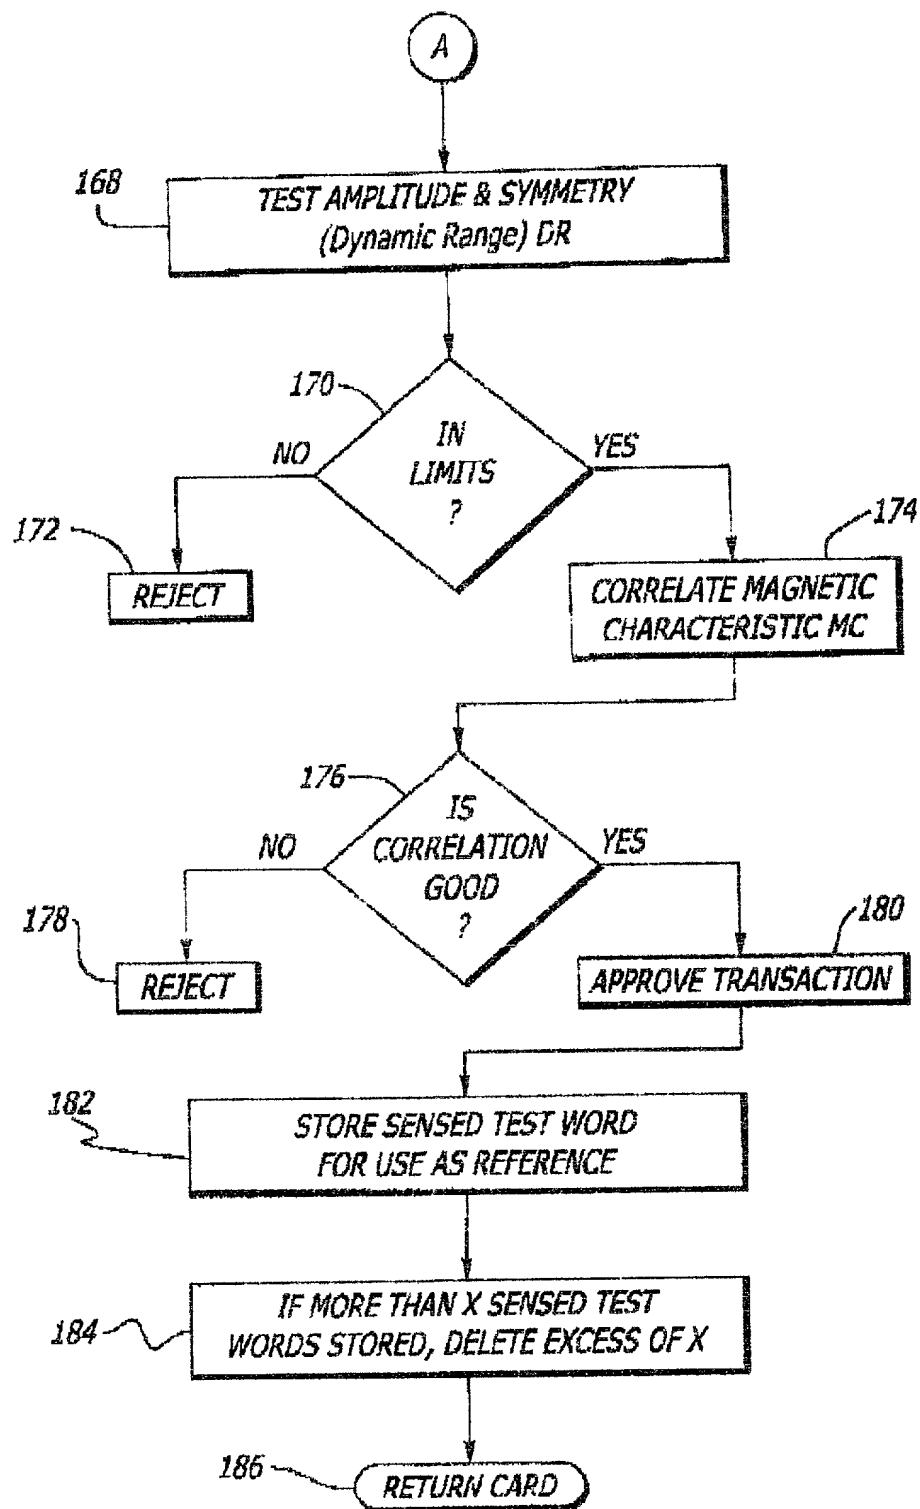 A
168
TEST AMPLITUDE & SYMMETRY
(Dynamic Range) DR
170
IN
LIMITS
?
NO
YES
172
REJECT
174
CORRELATE MAGNETIC
CHARACTERISTIC MC
176
IS
CORRELATION
GOOD
?
NO
YES
178
REJECT
180
APPROVE TRANSACTION
182
STORE SENSED TEST WORD
FOR USE AS REFERENCE
184
IF MORE THAN X SENSED TEST
WORDS STORED, DELETE EXCESS OF X
186
RETURN CARD